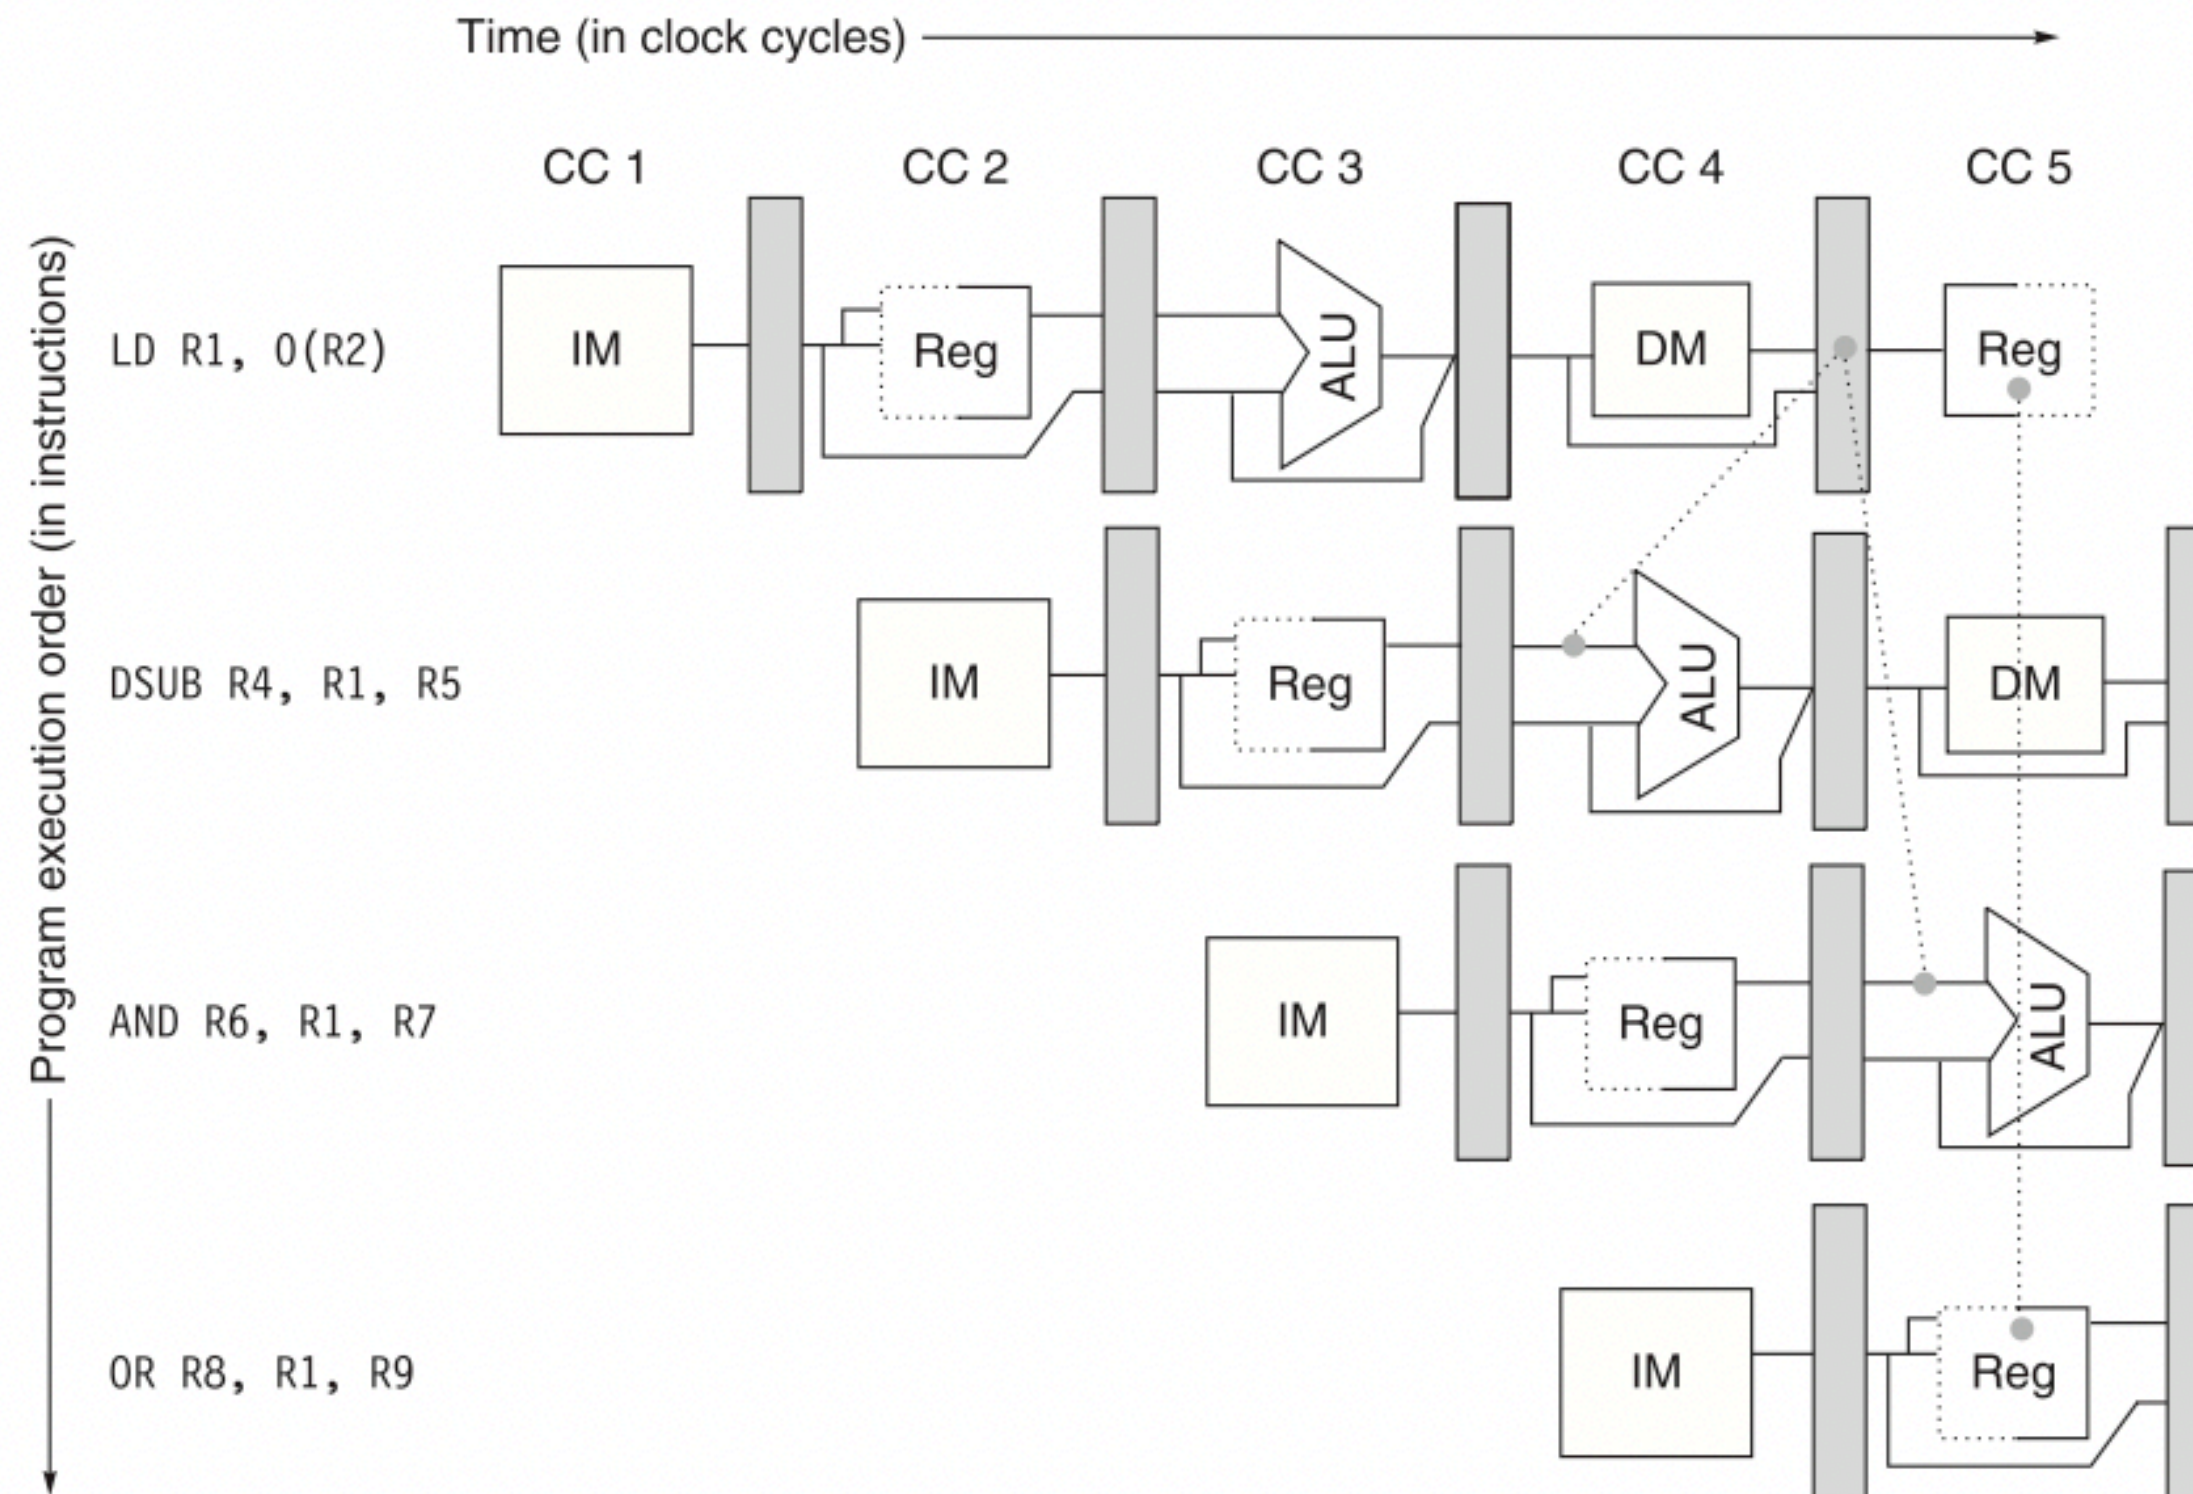 Time (in clock cycles)
CC 1 CC 2 CC 3 CC 4 CC 5
Program execution order (in instructions)
LD R1, 0(R2) IM Reg ALU DM Reg
DSUB R4, R1, R5 IM Reg ALU DM
AND R6, R1, R7 IM Reg ALU
OR R8, R1, R9 IM Reg